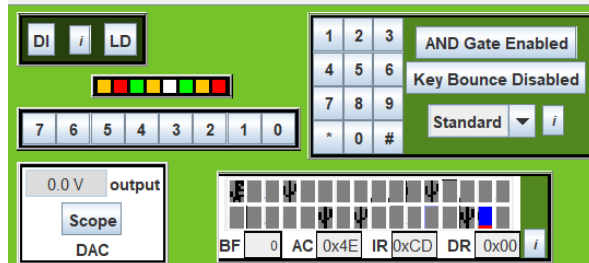 DI i LD
7 6 5 4 3 2 1 0
1 2 3
4 5 6
7 8 9
* 0 #
AND Gate Enabled
Key Bounce Disabled
Standard i
0.0 V output
Scope
DAC
BF 0 AC 0x4E IR 0xCD DR 0x00 i